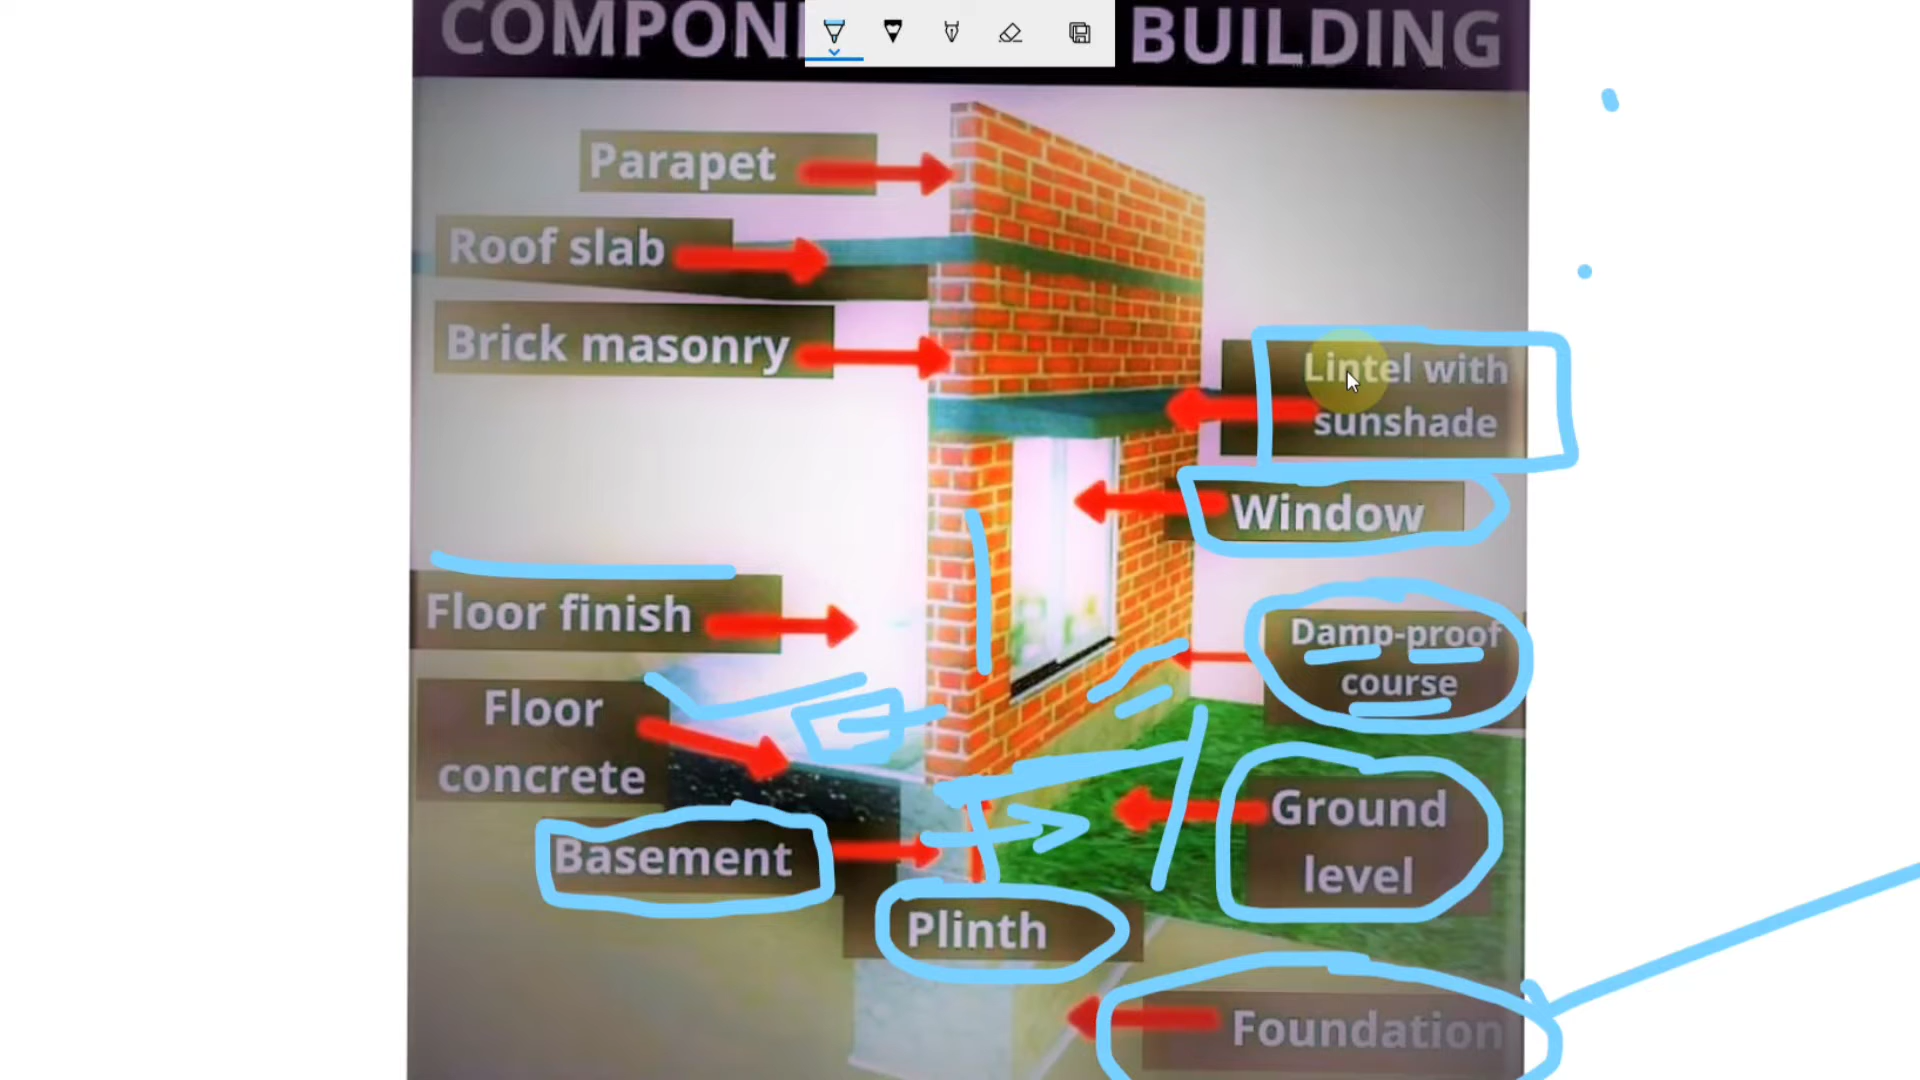 COMPON BUILDING
Parapet
Roof slab
Brick masonry
Lintel with
sunshade
Window
Floor finish
Damp-proof
course
Floor
concrete
Ground
level
Basement
Plinth
Foundation